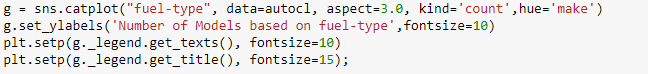 g = sns.catplot("fuel-type", data=autocl, aspect=3.0, kind='count',hue='make')
g.set_ylabels('Number of Models based on fuel-type',fontsize=10)
plt.setp(g._legend.get_texts(), fontsize=10)
plt.setp(g._legend.get_title(), fontsize=15);